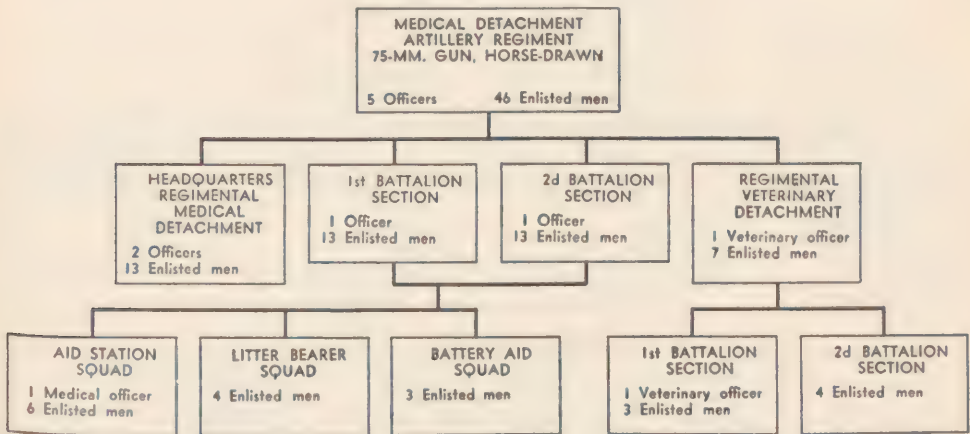 MEDICAL DETACHMENT
ARTILLERY REGIMENT
75-MM. GUN, HORSE-DRAWN
5 Officers 46 Enlisted men
HEADQUARTERS
REGIMENTAL
MEDICAL
DETACHMENT
2 Officers
13 Enlisted men
1st BATTALION
SECTION
1 Officer
13 Enlisted men
2d BATTALION
SECTION
1 Officer
13 Enlisted men
REGIMENTAL
VETERINARY
DETACHMENT
1 Veterinary officer
7 Enlisted men
AID STATION
SQUAD
1 Medical officer
6 Enlisted men
LITTER BEARER
SQUAD
4 Enlisted men
BATTERY AID
SQUAD
3 Enlisted men
1st BATTALION
SECTION
1 Veterinary officer
3 Enlisted men
2d BATTALION
SECTION
4 Enlisted men